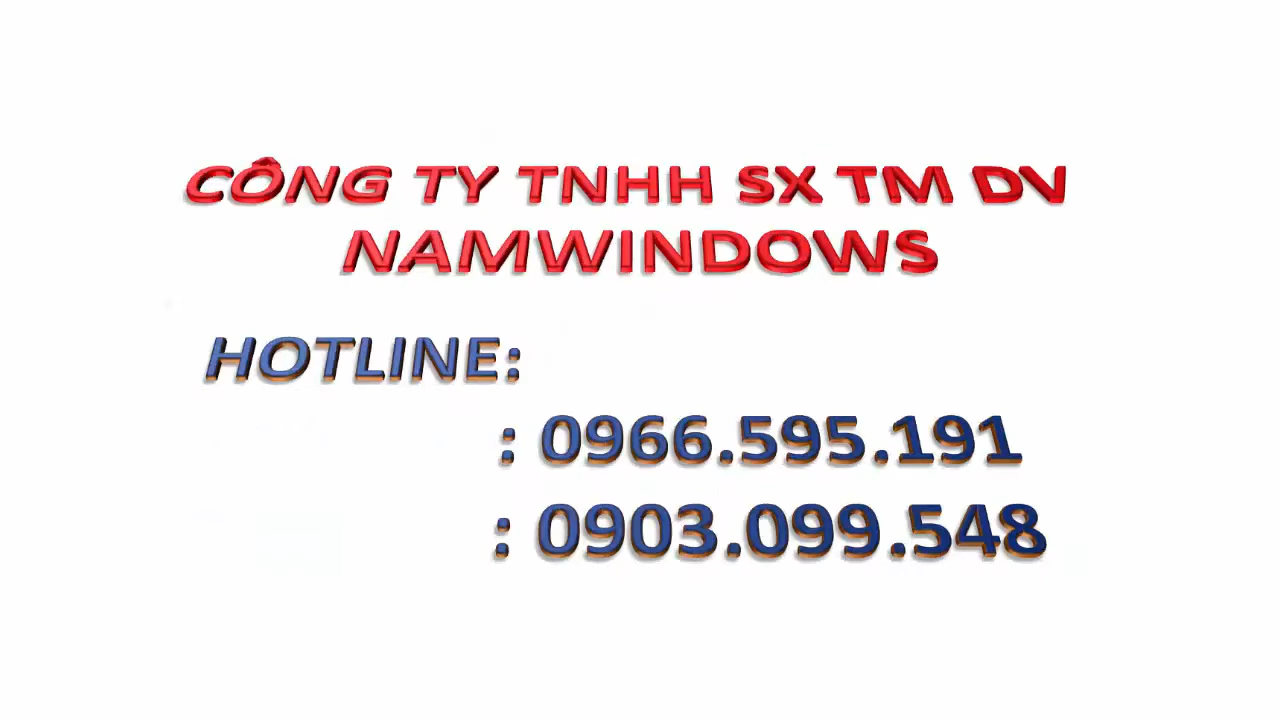 CÔNG TY TNHH SX TM DV
NAMWINDOWS
HOTLINE:
: 0966.595.191
: 0903.099.548